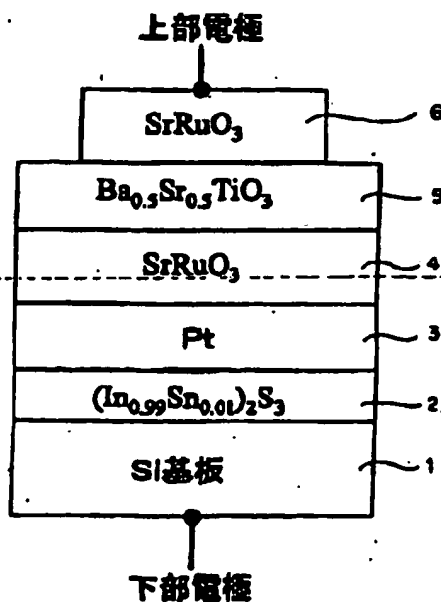 上部電極
SrRuO₃ 6
Ba₀.₅Sr₀.₅TiO₃ 5
SrRuO₃ 4
Pt 3
(In₀.₉₉Sn₀.₀₁)₂S₃ 2
Si基板 1
下部電極